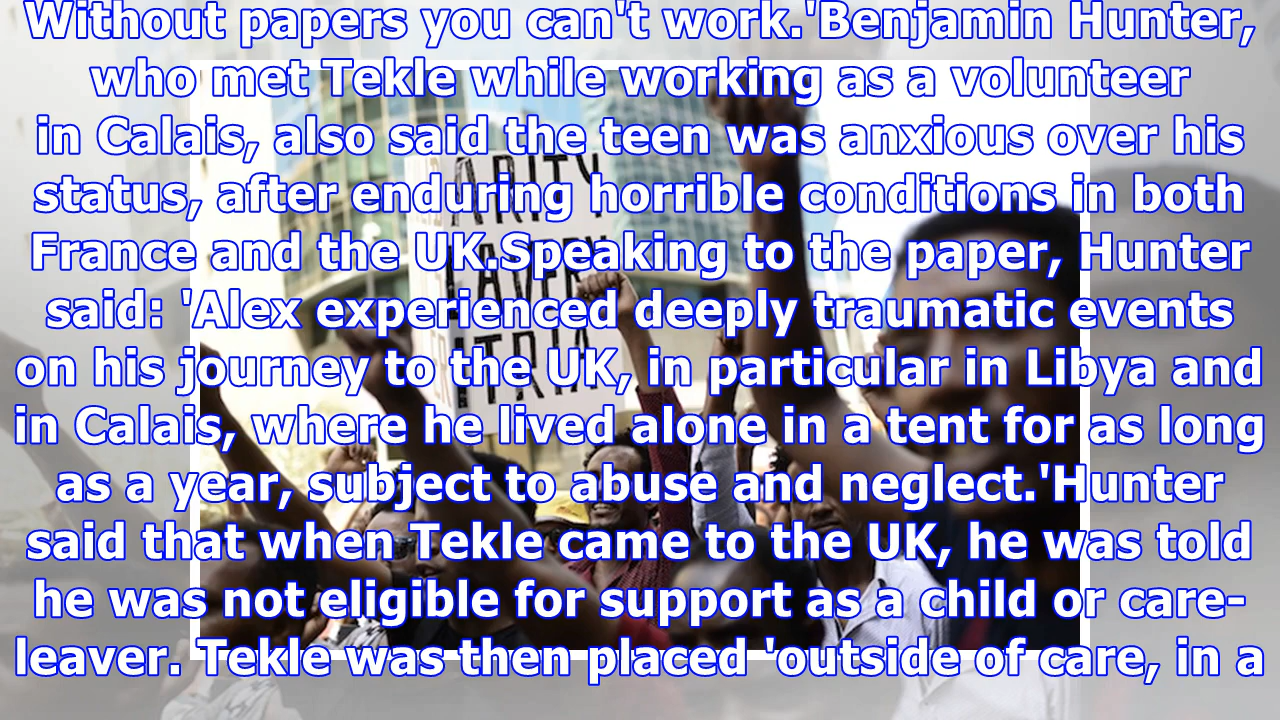 Without papers you can't work.'Benjamin Hunter,
who met Tekle while working as a volunteer
in Calais, also said the teen was anxious over his
status, after enduring horrible conditions in both
France and the UK.Speaking to the paper, Hunter
said: 'Alex experienced deeply traumatic events
on his journey to the UK, in particular in Libya and
in Calais, where he lived alone in a tent for as long
as a year, subject to abuse and neglect.'Hunter
said that when Tekle came to the UK, he was told
he was not eligible for support as a child or care-
leaver. Tekle was then placed 'outside of care, in a